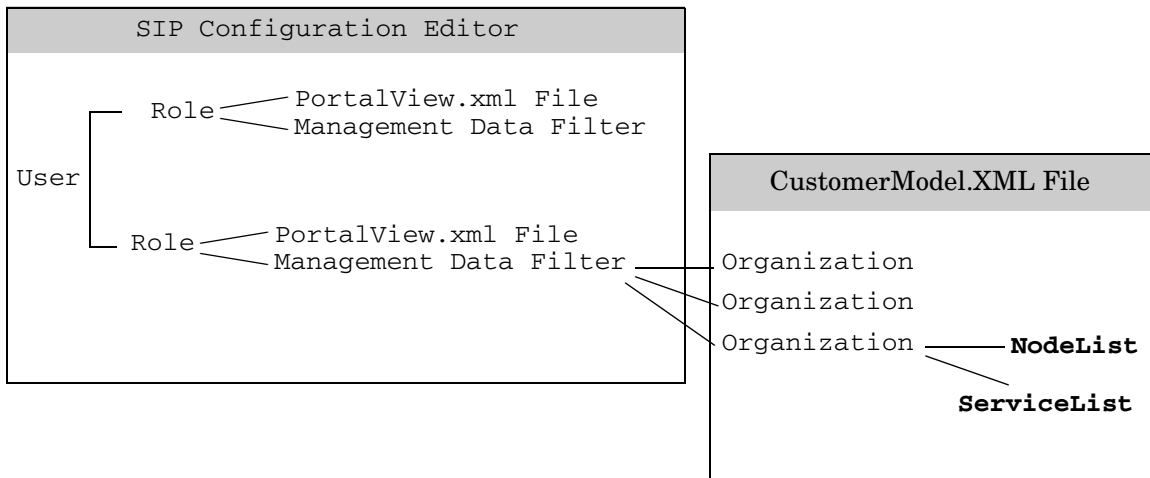 SIP Configuration Editor
Role
PortalView.xml File
Management Data Filter
User
Role
PortalView.xml File
Management Data Filter
CustomerModel.XML File
Organization
Organization
Organization
NodeList
ServiceList